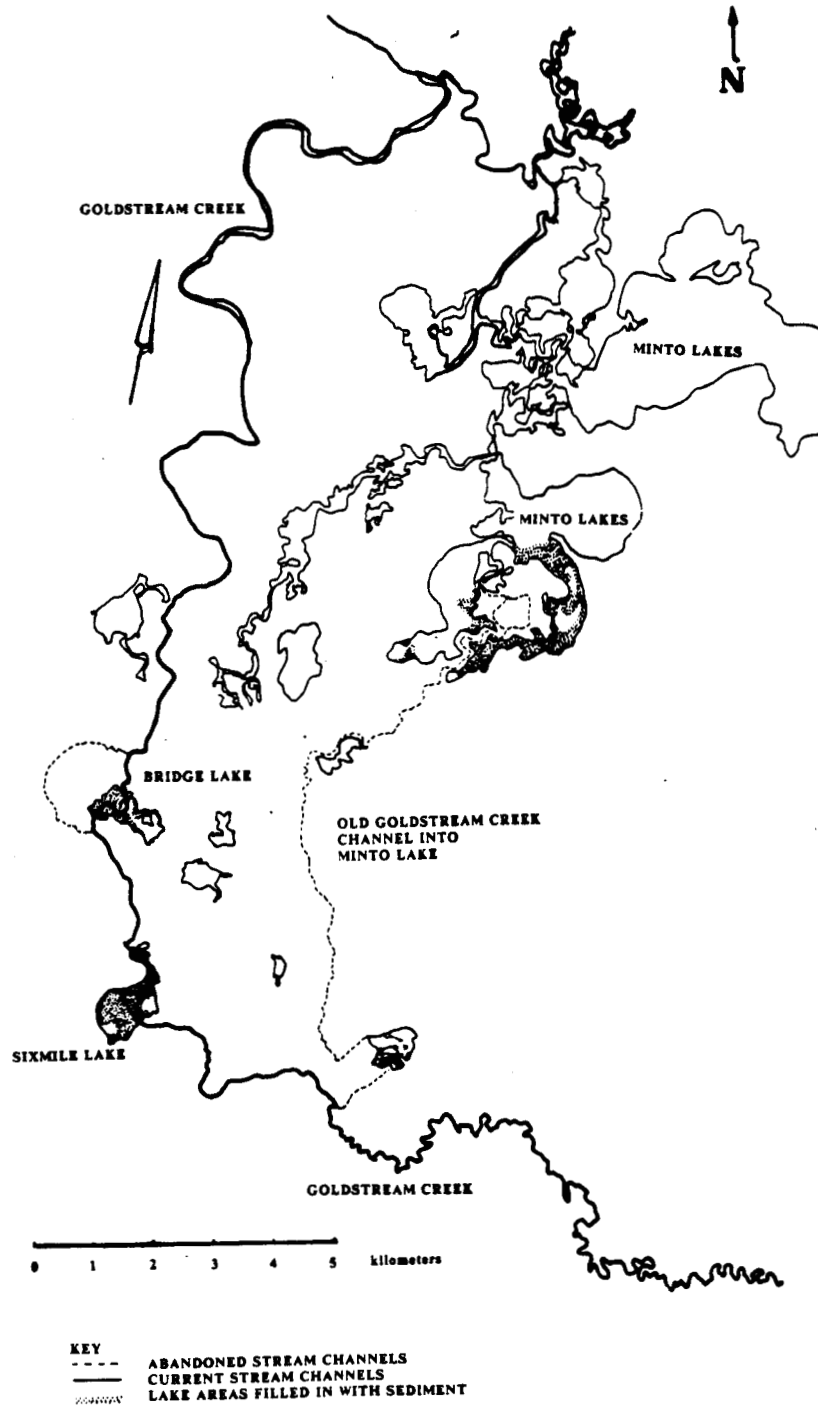 N
GOLDSTREAM CREEK
MINTO LAKES
MINTO LAKES
BRIDGE LAKE
OLD GOLDSTREAM CREEK
CHANNEL INTO
MINTO LAKE
SIXMILE LAKE
GOLDSTREAM CREEK
0 1 2 3 4 5 kilometers
KEY
ABANDONED STREAM CHANNELS
CURRENT STREAM CHANNELS
LAKE AREAS FILLED IN WITH SEDIMENT